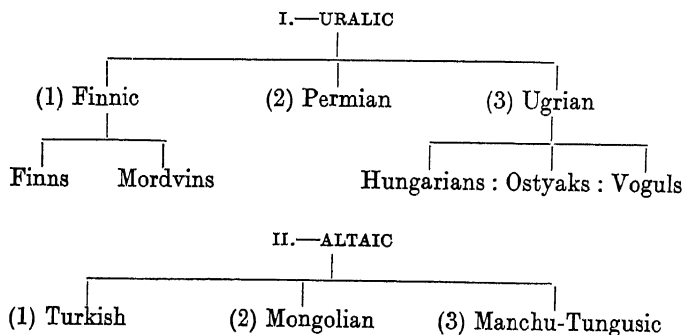 I.—URALIC
(1) Finnic (2) Permian (3) Ugrian
Finns Mordvins Hungarians : Ostyaks : Voguls
II.—ALTAIC
(1) Turkish (2) Mongolian (3) Manchu-Tungusic